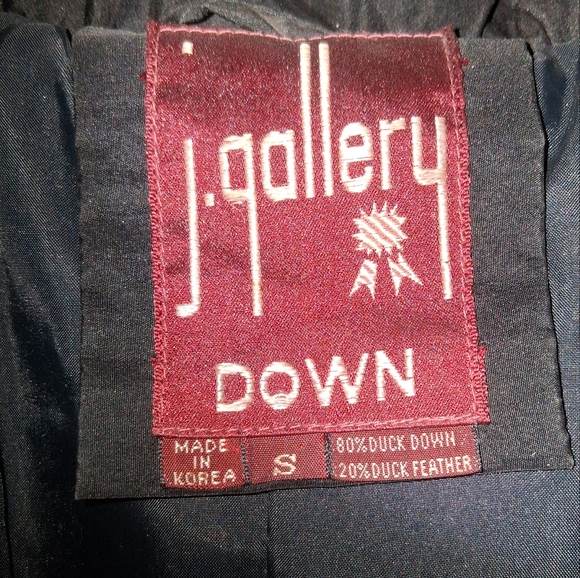 j.gallery
DOWN
MADE
IN
KOREA
S
80% DUCK DOWN
20% DUCK FEATHER